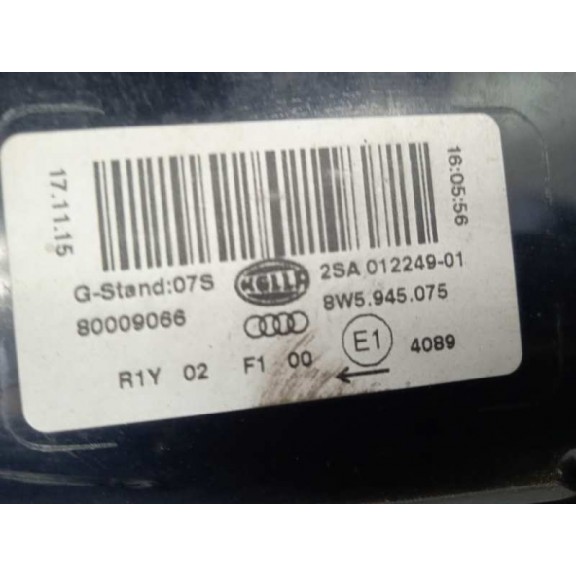 17.11.15
16:05:56
G-Stand:07S
HELLA
2SA 012249-01
80009066
8W5.945.075
R1Y 02 F1 00 E1 4089